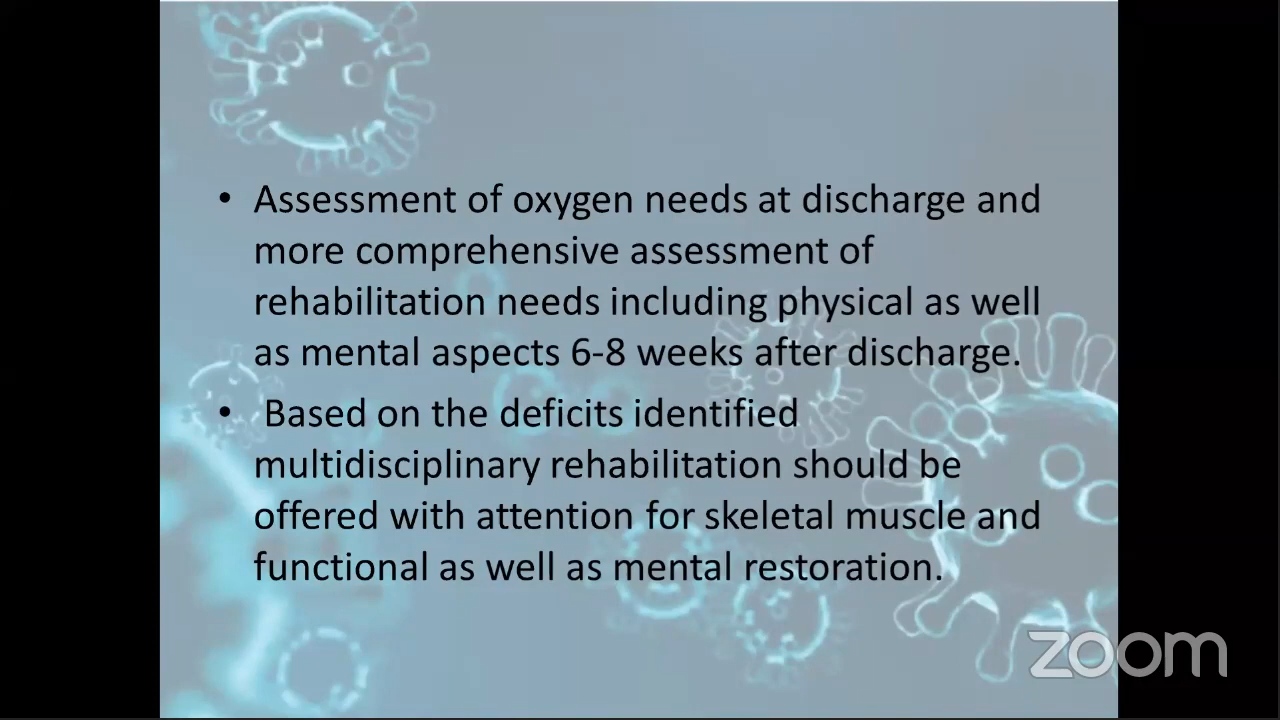 • Assessment of oxygen needs at discharge and
more comprehensive assessment of
rehabilitation needs including physical as well
as mental aspects 6-8 weeks after discharge.
• Based on the deficits identified
multidisciplinary rehabilitation should be
offered with attention for skeletal muscle and
functional as well as mental restoration.
zoom